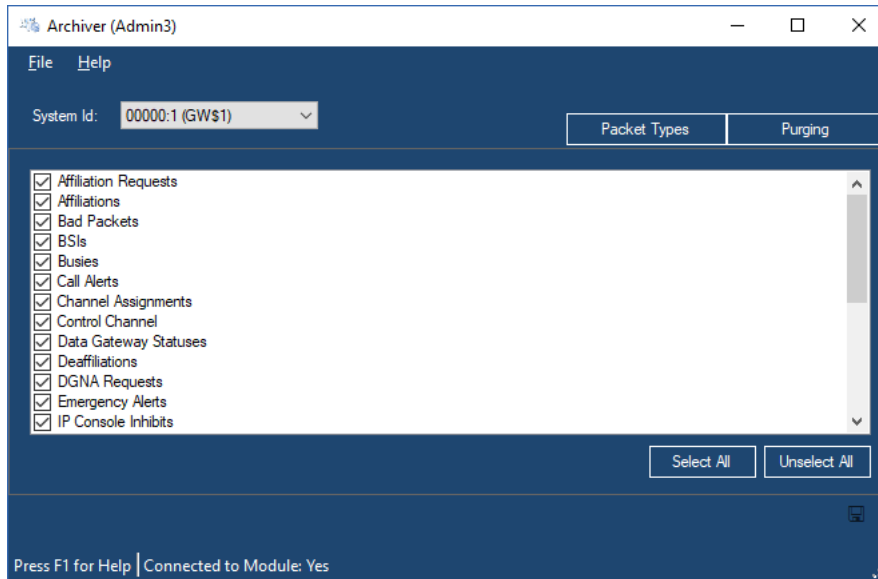 Archiver (Admin3)
File Help
System Id: 00000:1 (GW$1)
Packet Types Purging
Affiliation Requests
Affiliations
Bad Packets
BSIs
Busies
Call Alerts
Channel Assignments
Control Channel
Data Gateway Statuses
Deaffiliations
DGNA Requests
Emergency Alerts
IP Console Inhibits
Select All Unselect All
Press F1 for Help Connected to Module: Yes